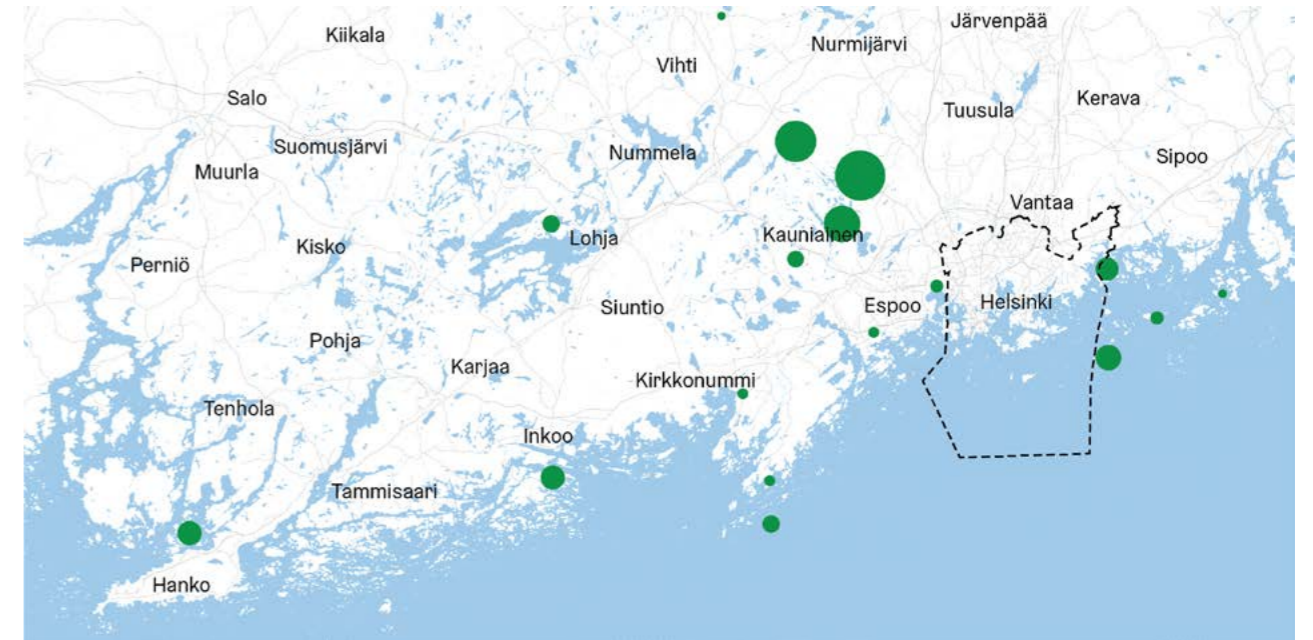 Järvenpää
Kiikala
Nurmijärvi
Vihti
Salo
Kerava
Tuusula
Suomusjärvi
Nummela
Sipoo
Muurla
Vantaa
Kauniainen
Lohja
Kisko
Perniö
Helsinki
Espoo
Siuntio
Pohja
Karjaa
Kirkkonummi
Tenhola
Inkoo
Tammisaari
Hanko